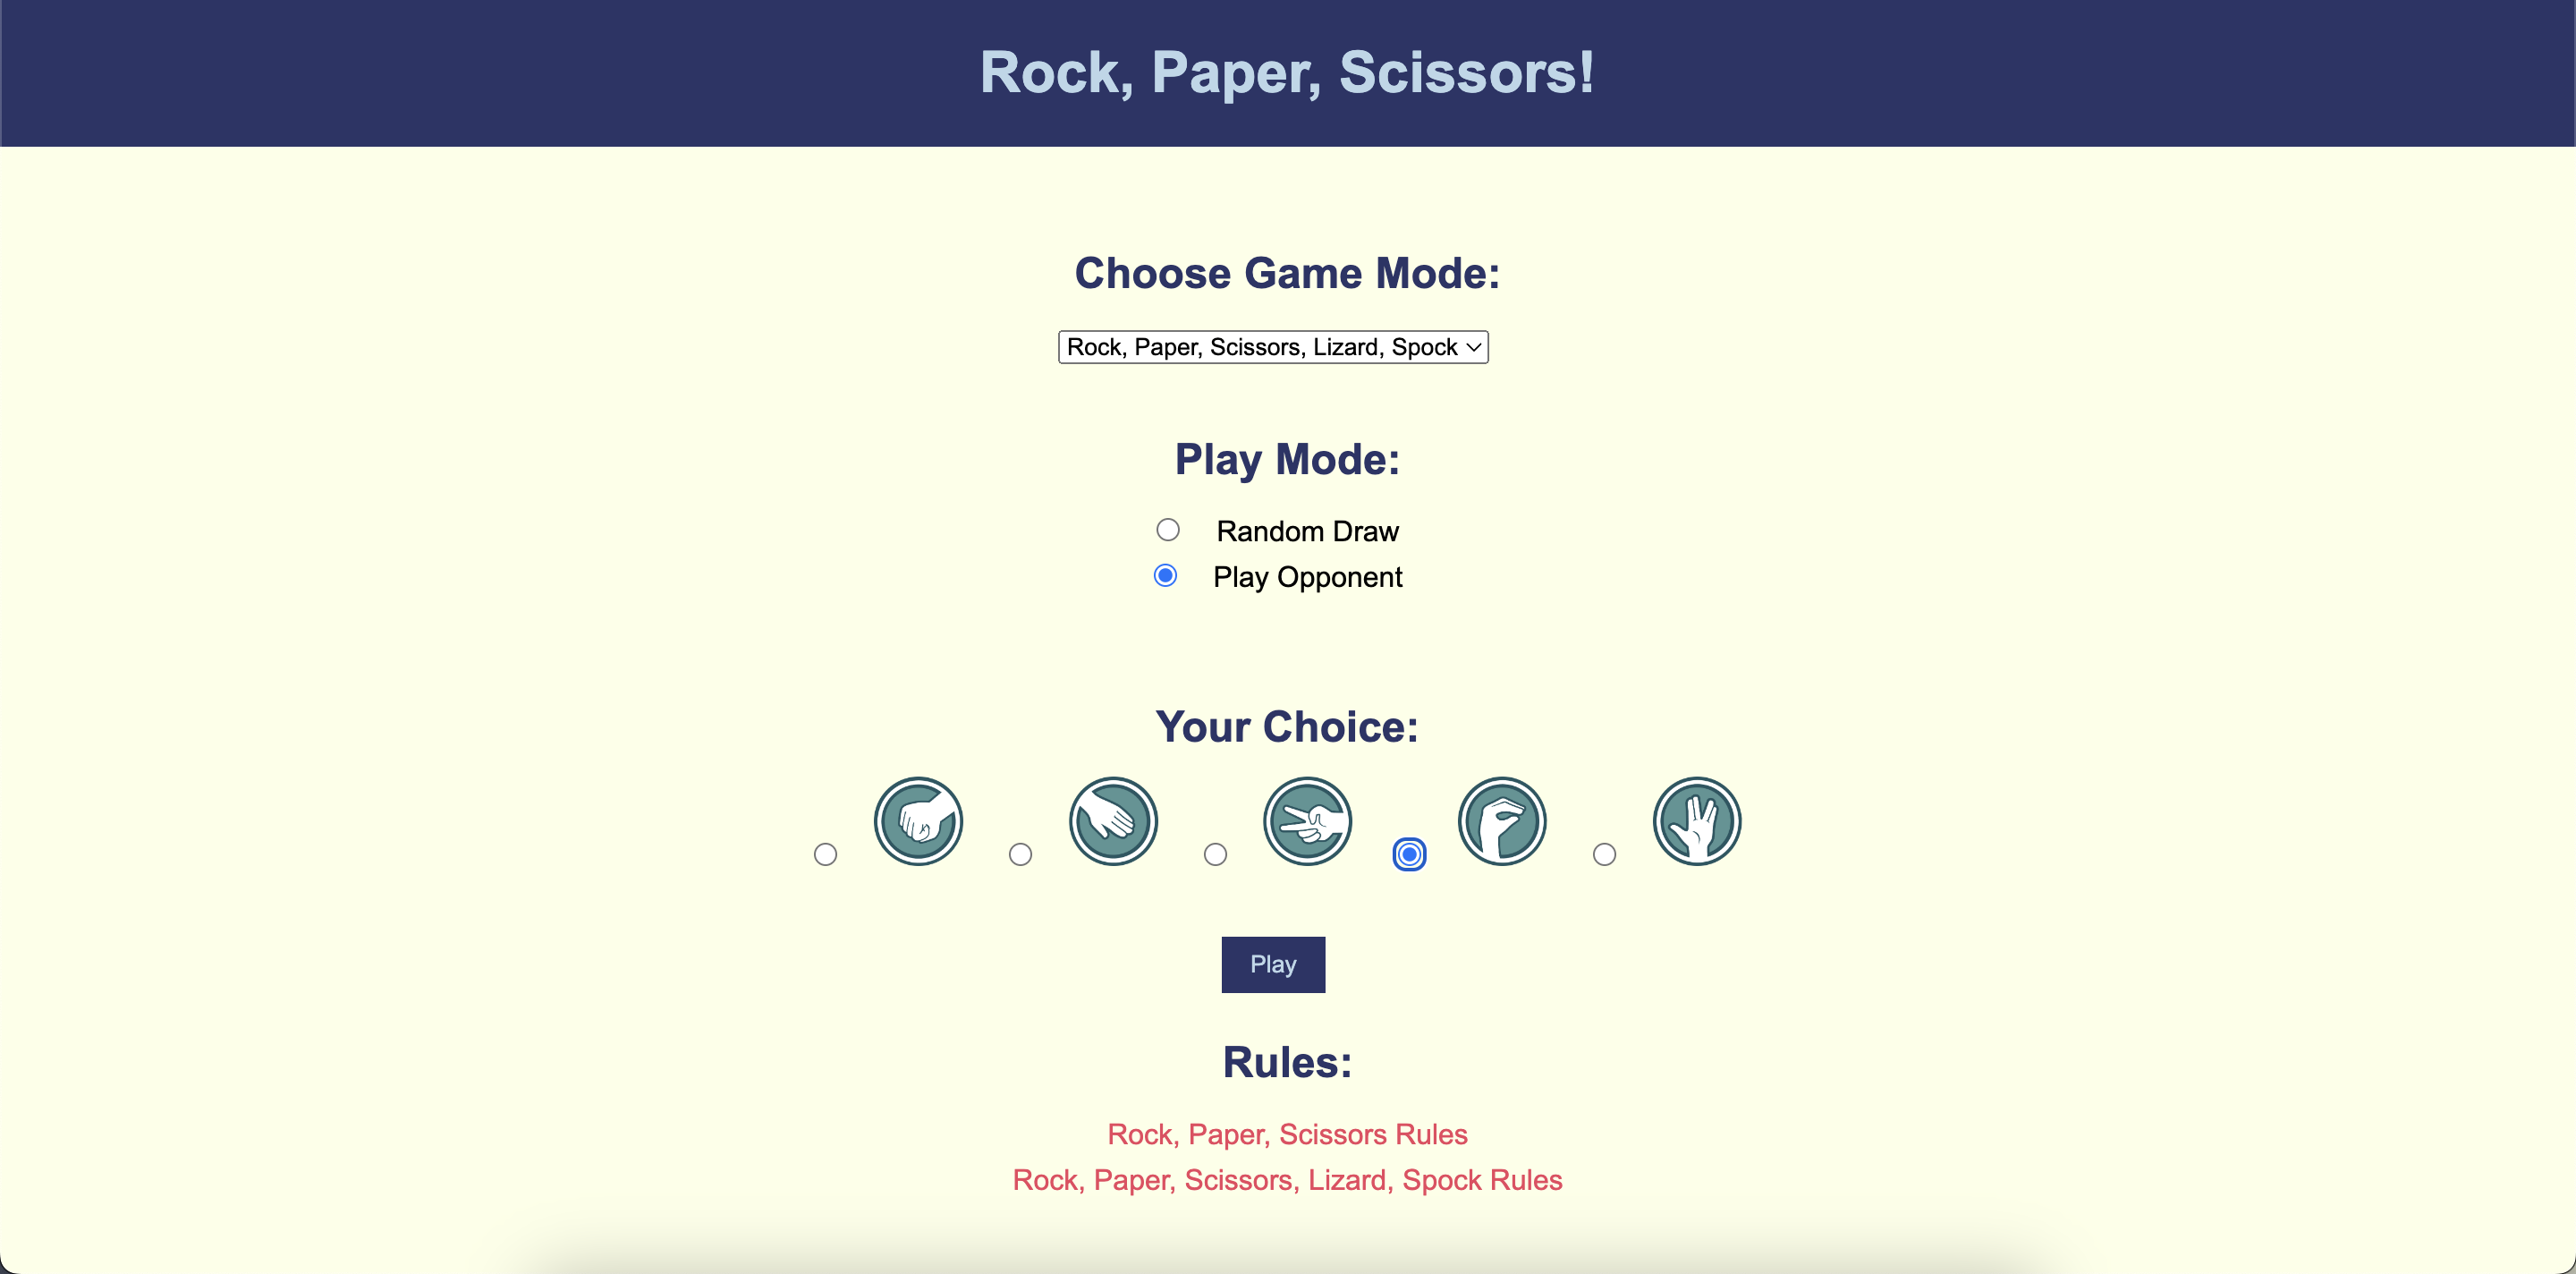 Rock, Paper, Scissors!
Choose Game Mode:
Rock, Paper, Scissors, Lizard, Spock
Play Mode:
Random Draw
Play Opponent
Your Choice:
Play
Rules:
Rock, Paper, Scissors Rules
Rock, Paper, Scissors, Lizard, Spock Rules